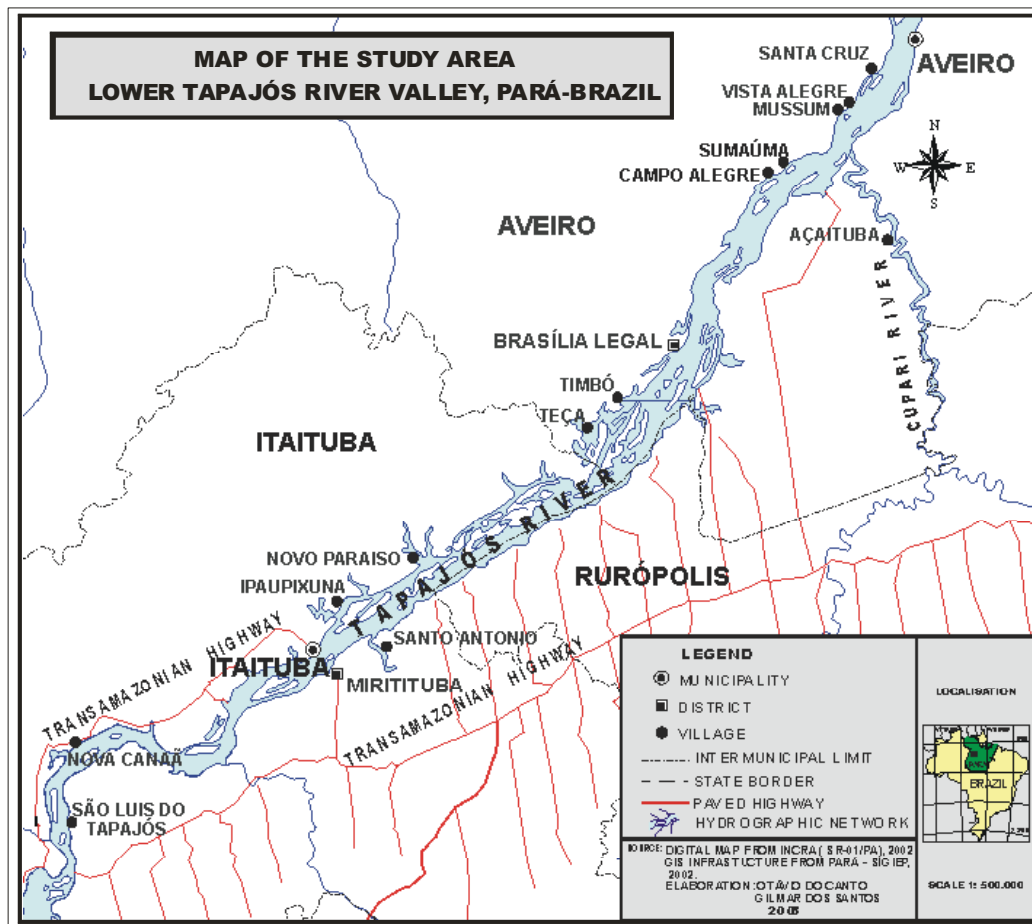 MAP OF THE STUDY AREA
LOWER TAPAJÓS RIVER VALLEY, PARÁ-BRAZIL
SANTA CRUZ
AVEIRO
VISTA ALEGRE
MUSSUM
SUMAÚMA
CAMPO ALEGRE
N
W E
S
AVEIRO
AÇAITUBA
CUPARI RIVER
BRASÍLIA LEGAL
TIMBÓ
TEÇA
ITAITUBA
TAPAJÓS RIVER
NOVO PARAISO
RURÓPOLIS
IPAUPIXUNA
SANTO ANTONIO
TRANSAMAZONIAN HIGHWAY
ITAITUBA
MIRITITUBA
TRANSAMAZONIAN HIGHWAY
NOVA CANAÃ
SÃO LUIS DO
TAPAJÓS
LEGEND
MUNICIPALITY
DISTRICT
VILLAGE
INTERMUNICIPAL LIMIT
STATE BORDER
PAVED HIGHWAY
HYDROGRAPHIC NETWORK
SOURCE: DIGITAL MAP FROM INCRA ( SR-01/PA), 2002
GIS INFRASTUCTURE FROM PARÁ - SIGIEP,
2002.
ELABORATION: OTÁVIO DO CANTO
GILMAR DOS SANTOS
LOCALISATION
BRAZIL
SCALE 1: 500.000